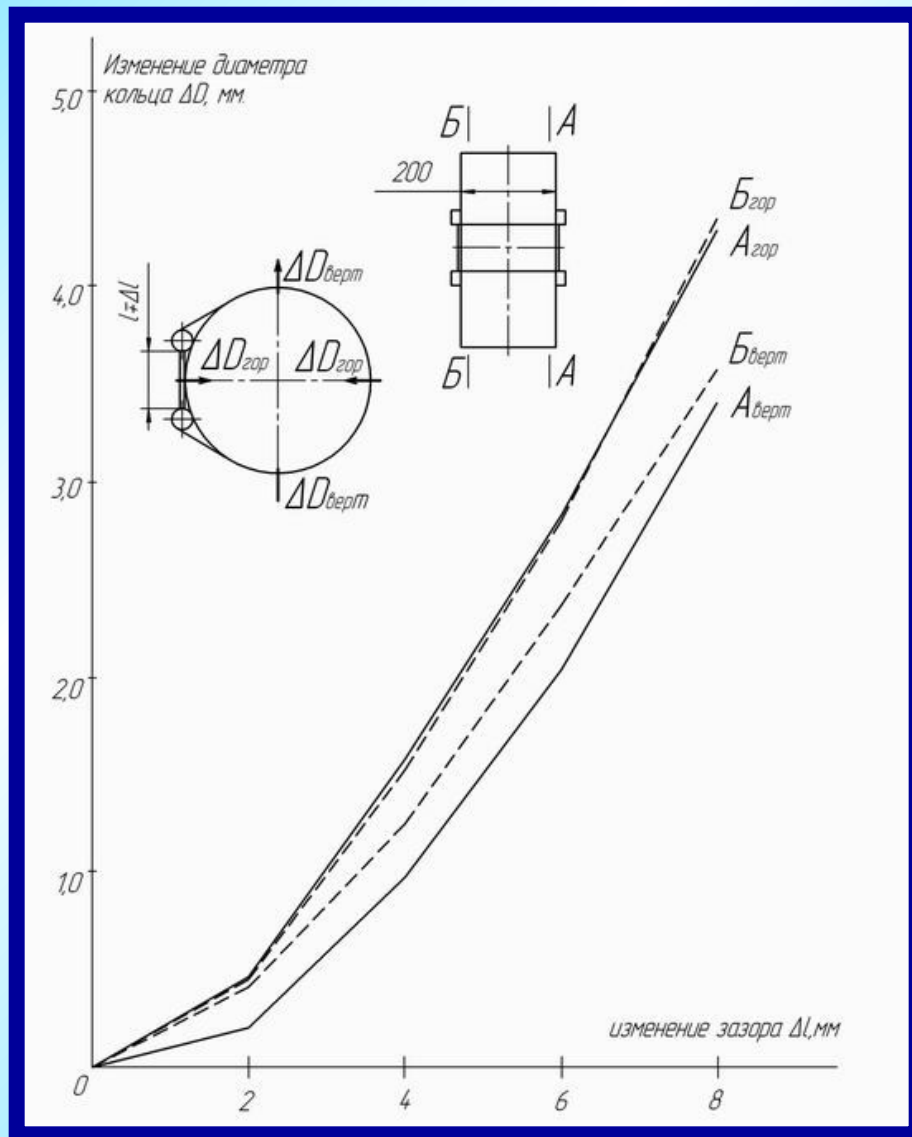 Изменение диаметра
кольца ΔD, мм.
5,0
4,0
3,0
2,0
1,0
0
2
4
6
8
изменение зазора Δl,мм
Б А
200
Б А
l∓Δl
ΔDверт
ΔDгор ΔDгор
ΔDверт
Бгор
Агор
Бверт
Аверт